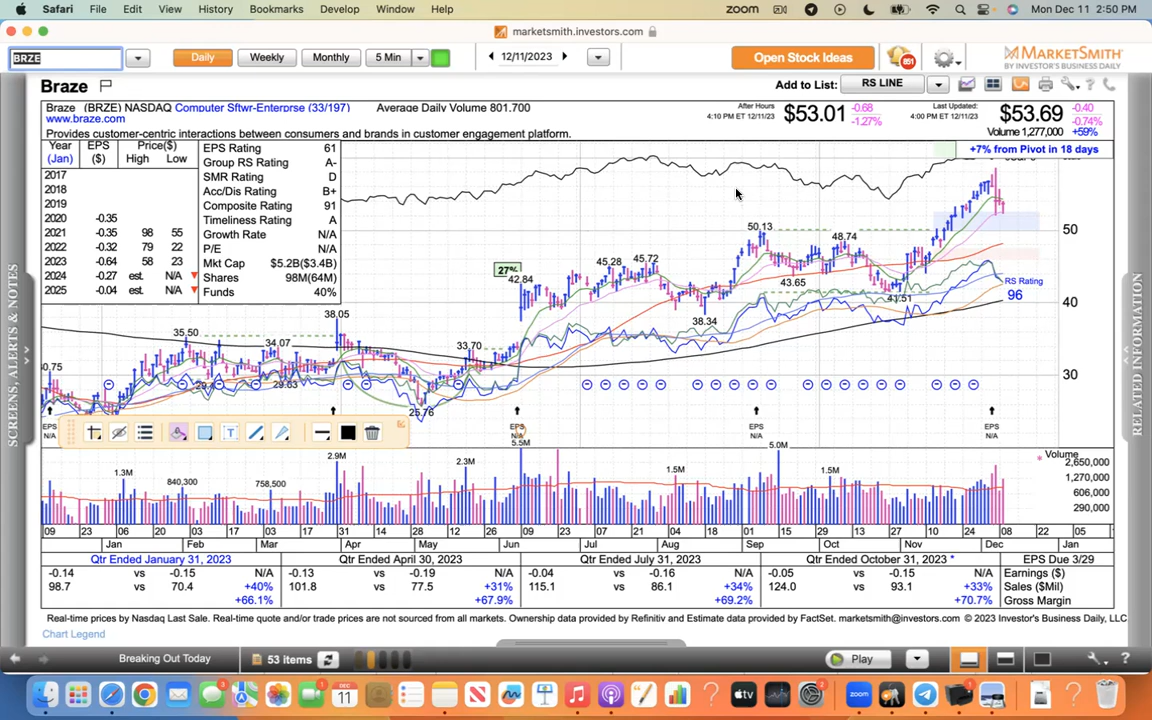 Safari File Edit View History Bookmarks Develop Window Help zoom Mon Dec 11 2:50 PM
marketsmith.investors.com
BRZE Daily Weekly Monthly 5 Min 12/11/2023 Open Stock Ideas 851 MARKETSMITH
BY INVESTOR'S BUSINESS DAILY
Braze Add to List: RS LINE
Braze (BRZE) NASDAQ Computer Sftwr-Enterprise (33/197) Average Daily Volume 801,700
www.braze.com
Provides customer-centric interactions between consumers and brands in customer engagement platform.
After Hours
4:10 PM ET 12/11/23 $53.01 -0.68
-1.27%
Last Updated:
4:00 PM ET 12/11/23 $53.69 -0.40
-0.74%
Volume 1,277,000 +59%
+7% from Pivot in 18 days
Year EPS Price($)
(Jan) ($) High Low
2017
2018
2019
2020 -0.35
2021 -0.35 98 55
2022 -0.32 79 22
2023 -0.64 58 23
2024 -0.27 est. N/A
2025 -0.04 est. N/A
EPS Rating 61
Group RS Rating A-
SMR Rating D
Acc/Dis Rating B+
Composite Rating 91
Timeliness Rating A
Growth Rate N/A
P/E N/A
Mkt Cap $5.2B($3.4B)
Shares 98M(64M)
Funds 40%
50.13
50
48.74
45.28 45.72
27%
42.84
43.65
41.51
RS Rating
96
40
38.05
38.34
35.50
34.07
33.70
30.75
30
29.63
25.76
EPS
N/A
EPS
N/A
EPS
N/A
EPS
N/A
5.5M
5.0M
Volume
2.9M
2.3M
1.3M
840,300
758,500
1.5M
1.5M
2,650,000
1,270,000
606,000
290,000
09 23 06 20 03 17 03 17 31 14 28 12 26 09 23 07 21 04 18 01 15 29 13 27 10 24 08 22 05
Jan Feb Mar Apr May Jun Jul Aug Sep Oct Nov Dec Jan
Qtr Ended January 31, 2023 Qtr Ended April 30, 2023 Qtr Ended July 31, 2023 Qtr Ended October 31, 2023 * EPS Due 3/29
-0.14 vs -0.15 N/A -0.13 vs -0.19 N/A -0.04 vs -0.16 N/A -0.05 vs -0.15 N/A Earnings ($)
98.7 vs 70.4 +40% 101.8 vs 77.5 +31% 115.1 vs 86.1 +34% 124.0 vs 93.1 +33% Sales ($Mil)
+66.1% +67.9% +69.2% +70.7% Gross Margin
Real-time prices by Nasdaq Last Sale. Real-time quote and/or trade prices are not sourced from all markets. Ownership data provided by Refinitiv and Estimate data provided by FactSet. marketsmith@investors.com © 2023 Investor's Business Daily, LLC
Chart Legend
SCREENS, ALERTS & NOTES
RELATED INFORMATION
Breaking Out Today 53 items Play
DEC
11
zoom